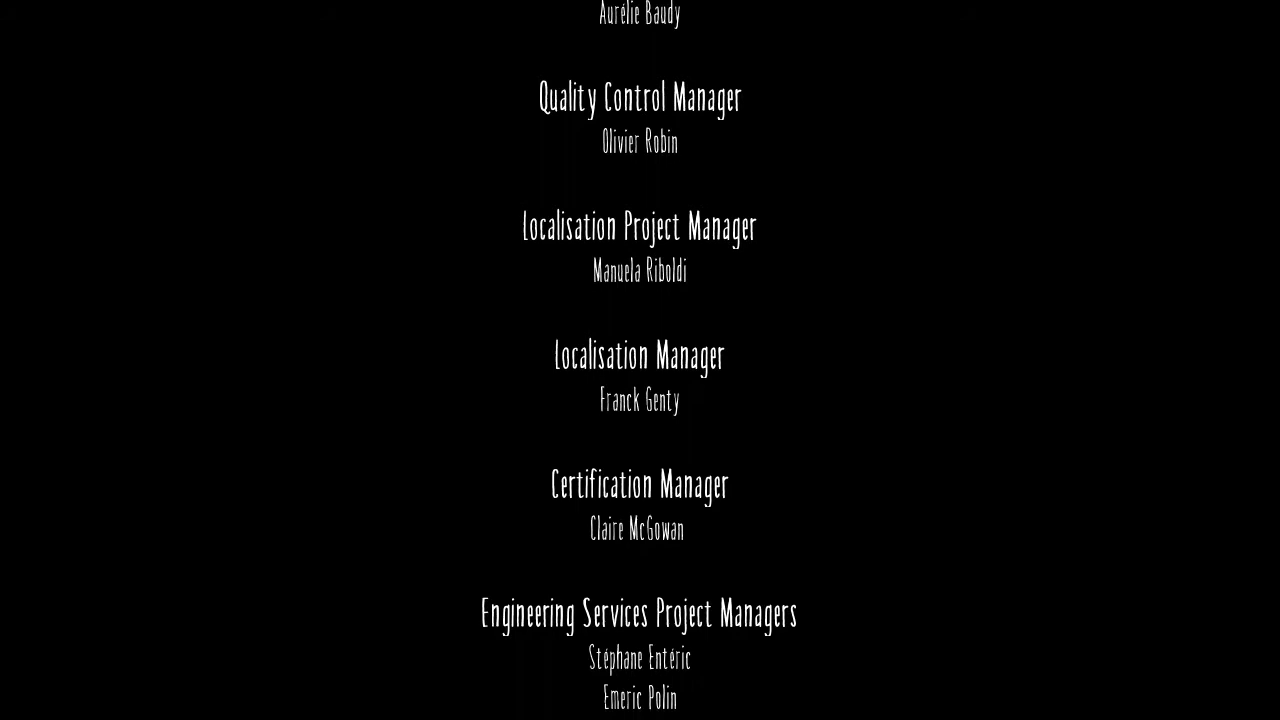 Aurélie Baudy
Quality Control Manager
Olivier Robin
Localisation Project Manager
Manuela Riboldi
Localisation Manager
Franck Genty
Certification Manager
Claire McGowan
Engineering Services Project Managers
Stéphane Entéric
Emeric Polin